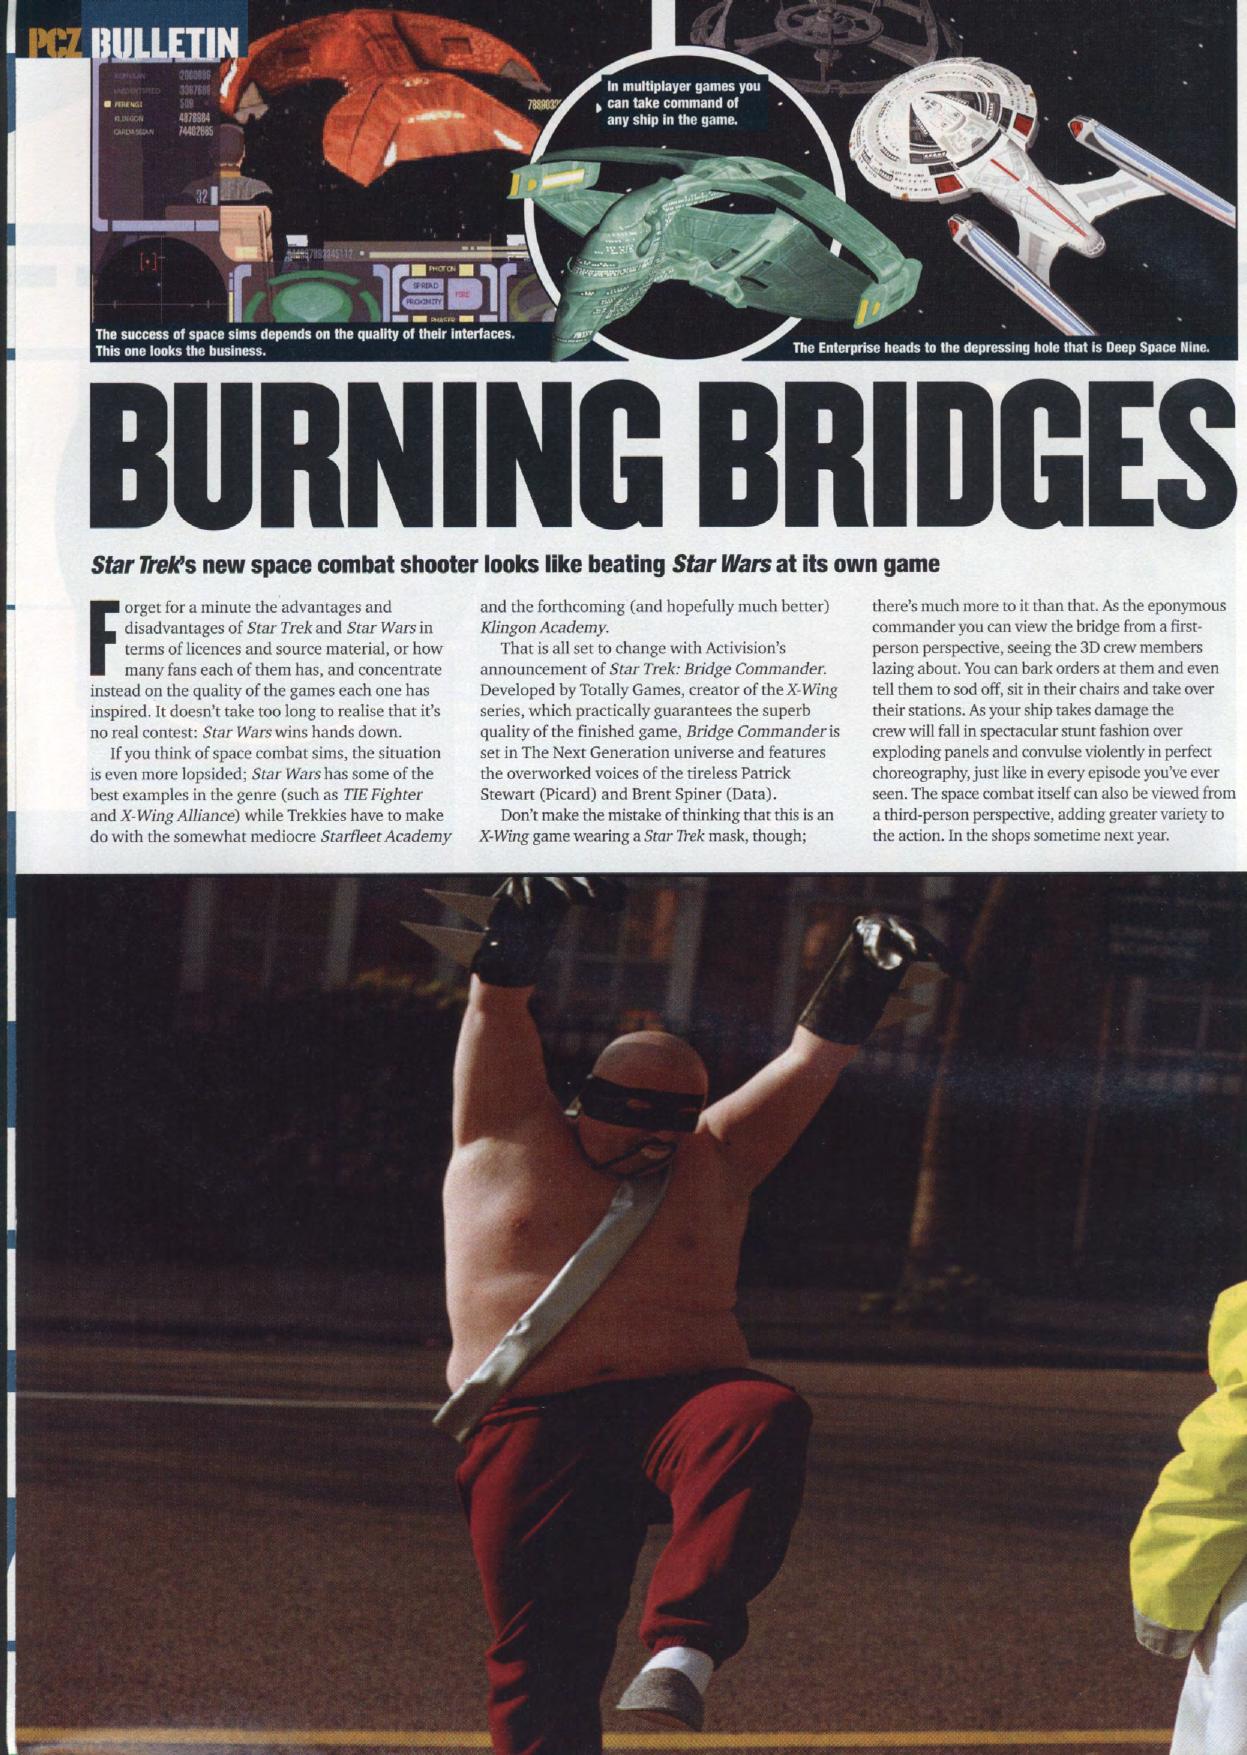 PCZ BULLETIN
ROMULAN 2000886
UNIDENTIFIED 3367688
FERENGI 589
KLINGON 4878984
CARDASSIAN 74402885
32
PHOTON
SPREAD
FIRE
PROXIMITY
PHASER
The success of space sims depends on the quality of their interfaces.
This one looks the business.
In multiplayer games you
can take command of
any ship in the game.
The Enterprise heads to the depressing hole that is Deep Space Nine.
BURNING BRIDGES
Star Trek's new space combat shooter looks like beating Star Wars at its own game
Forget for a minute the advantages and
disadvantages of Star Trek and Star Wars in
terms of licences and source material, or how
many fans each of them has, and concentrate
instead on the quality of the games each one has
inspired. It doesn't take too long to realise that it's
no real contest: Star Wars wins hands down.
If you think of space combat sims, the situation
is even more lopsided; Star Wars has some of the
best examples in the genre (such as TIE Fighter
and X-Wing Alliance) while Trekkies have to make
do with the somewhat mediocre Starfleet Academy
and the forthcoming (and hopefully much better)
Klingon Academy.
That is all set to change with Activision's
announcement of Star Trek: Bridge Commander.
Developed by Totally Games, creator of the X-Wing
series, which practically guarantees the superb
quality of the finished game, Bridge Commander is
set in The Next Generation universe and features
the overworked voices of the tireless Patrick
Stewart (Picard) and Brent Spiner (Data).
Don't make the mistake of thinking that this is an
X-Wing game wearing a Star Trek mask, though;
there's much more to it than that. As the eponymous
commander you can view the bridge from a first-
person perspective, seeing the 3D crew members
lazing about. You can bark orders at them and even
tell them to sod off, sit in their chairs and take over
their stations. As your ship takes damage the
crew will fall in spectacular stunt fashion over
exploding panels and convulse violently in perfect
choreography, just like in every episode you've ever
seen. The space combat itself can also be viewed from
a third-person perspective, adding greater variety to
the action. In the shops sometime next year.